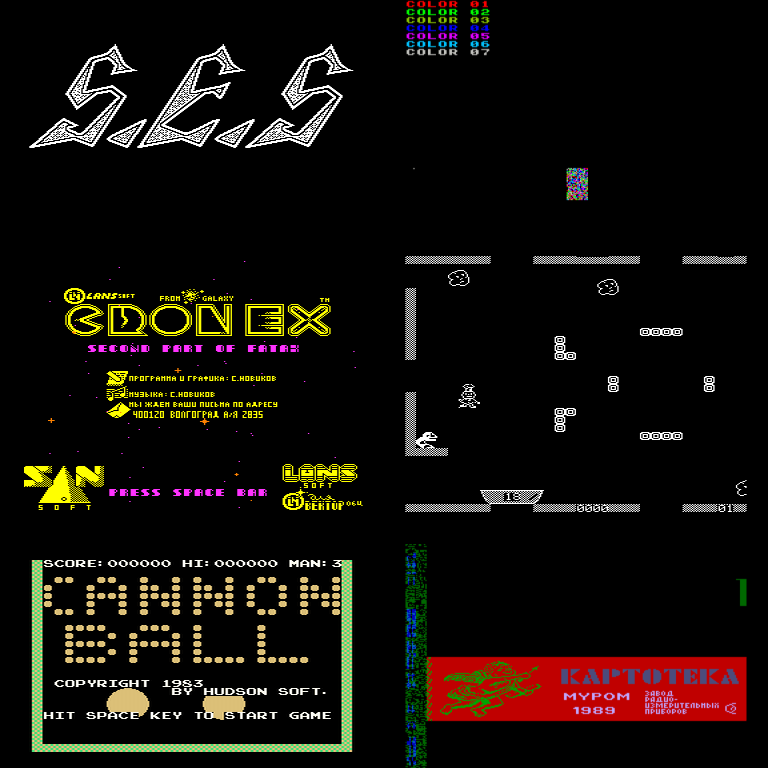 S.E.S
COLOR 01
COLOR 02
COLOR 03
COLOR 04
COLOR 05
COLOR 06
COLOR 07
LANS SOFT
FROM GALAXY
TM
SECOND PART OF FATAX
ПРОГРАММА И ГРАФИКА: С.НОВИКОВ
МУЗЫКА: С.НОВИКОВ
МЫ ЖДЕМ ВАШИ ПИСЬМА ПО АДРЕСУ
400120 ВОЛГОГРАД А/Я 2835
SAN
SOFT
PRESS SPACE BAR
LANS
SOFT
ДЛЯ
ВЕКТОР 06Ц
18
0000
01
SCORE:000000 HI:000000 MAN:3
CANNON
BALL
COPYRIGHT 1983
BY HUDSON SOFT.
HIT SPACE KEY TO START GAME
КАРТОТЕКА
МУРОМ
1989
ЗАВОД
РАДИО-
ИЗМЕРИТЕЛЬНЫХ
ПРИБОРОВ